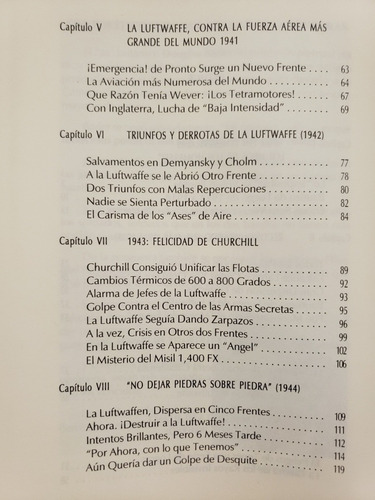 Capítulo V LA LUFTWAFFE, CONTRA LA FUERZA AÉREA MÁS
GRANDE DEL MUNDO 1941
¡Emergencia! de Pronto Surge un Nuevo Frente .... 63
La Aviación más Numerosa del Mundo ........... 64
Que Razón Tenía Wever: ¡Los Tetramotores! ....... 67
Con Inglaterra, Lucha de "Baja Intensidad" ........ 69
Capítulo VI TRIUNFOS Y DERROTAS DE LA LUFTWAFFE (1942)
Salvamentos en Demyansky y Cholm ............ 77
A la Luftwaffe se le Abrió Otro Frente ............ 78
Dos Triunfos con Malas Repercuciones ........... 80
Nadie se Sienta Perturbado .................... 82
El Carisma de los "Ases" de Aire ................ 84
Capítulo VII 1943: FELICIDAD DE CHURCHILL
Churchill Consiguió Unificar las Flotas ............ 89
Cambios Térmicos de 600 a 800 Grados .......... 92
Alarma de Jefes de la Luftwaffe ................. 93
Golpe Contra el Centro de las Armas Secretas ...... 95
La Luftwaffe Seguía Dando Zarpazos ............ 96
A la vez, Crisis en Otros dos Frentes ............. 99
En la Luftwaffe se Aparece un "Angel" ........... 102
El Misterio del Misil 1,400 FX .................. 106
Capítulo VIII "NO DEJAR PIEDRAS SOBRE PIEDRA" (1944)
La Luftwaffen, Dispersa en Cinco Frentes ......... 109
Ahora. ¡Destruir a la Luftwaffe! ................. 111
Intentos Brillantes, Pero 6 Meses Tarde ........... 112
"Por Ahora, con lo que Tenemos" ............... 114
Aún Quería dar un Golpe de Desquite ............ 119